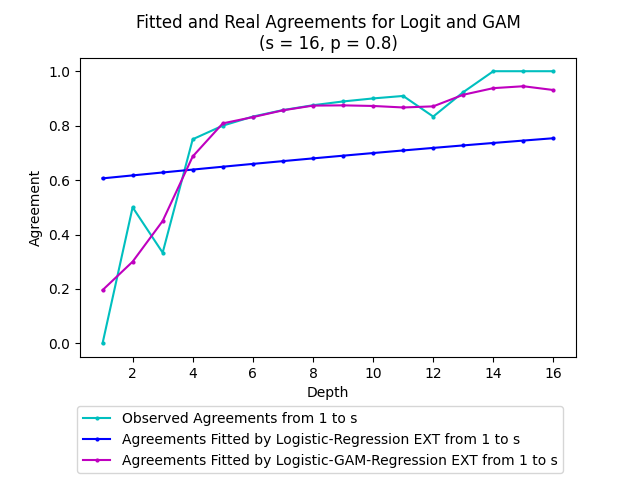 Fitted and Real Agreements for Logit and GAM
(s = 16, p = 0.8)
1.0
0.8
0.6
0.4
0.2
0.0
Agreement
2 4 6 8 10 12 14 16
Depth
Observed Agreements from 1 to s
Agreements Fitted by Logistic-Regression EXT from 1 to s
Agreements Fitted by Logistic-GAM-Regression EXT from 1 to s